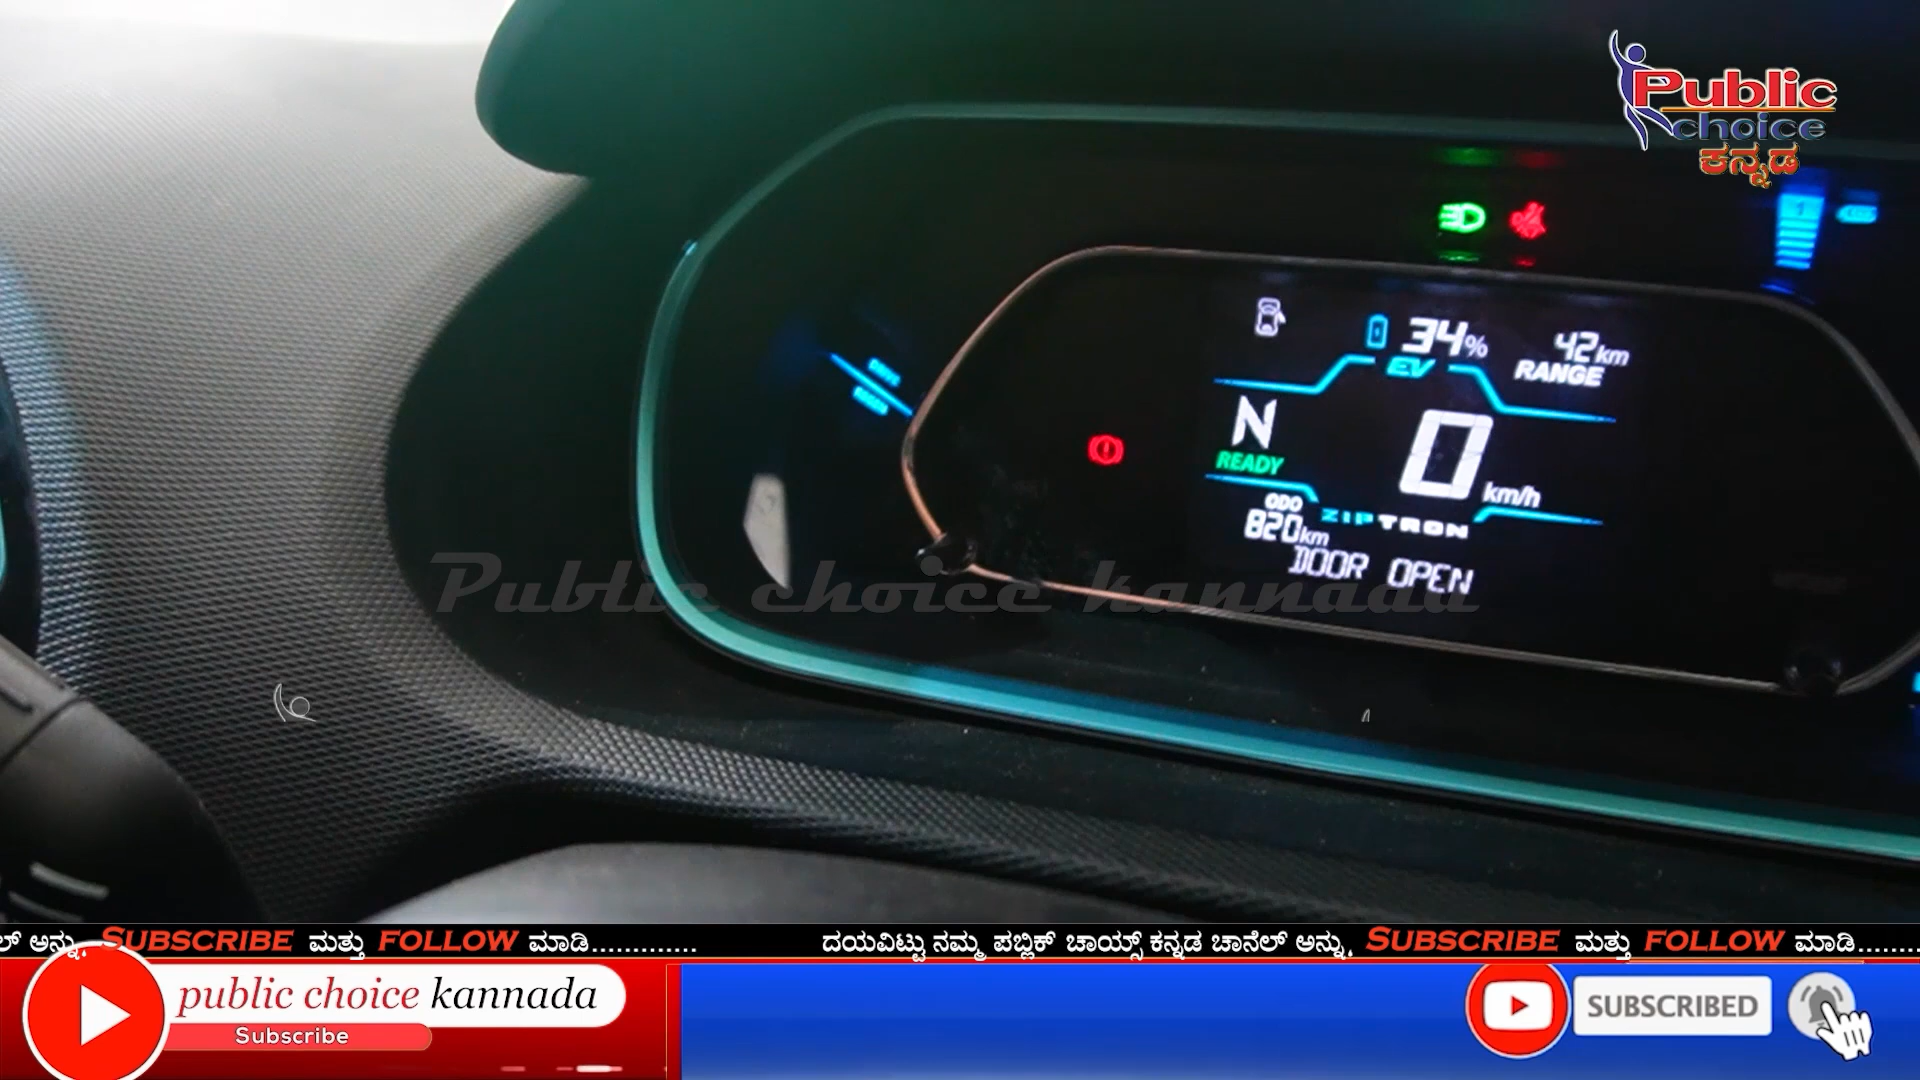 Public
choice
ಕನ್ನಡ
1
34%
42km
EV
RANGE
N
0
READY
km/h
ODO
820km
ZIPTRON
DOOR OPEN
Public choice kannada
ಲ್ ಅನ್ನು, SUBSCRIBE ಮತ್ತು FOLLOW ಮಾಡಿ............. ದಯವಿಟ್ಟು ನಮ್ಮ ಪಬ್ಲಿಕ್ ಚಾಯ್ಸ್ ಕನ್ನಡ ಚಾನೆಲ್ ಅನ್ನು, SUBSCRIBE ಮತ್ತು FOLLOW ಮಾಡಿ........
public choice kannada
Subscribe
SUBSCRIBED